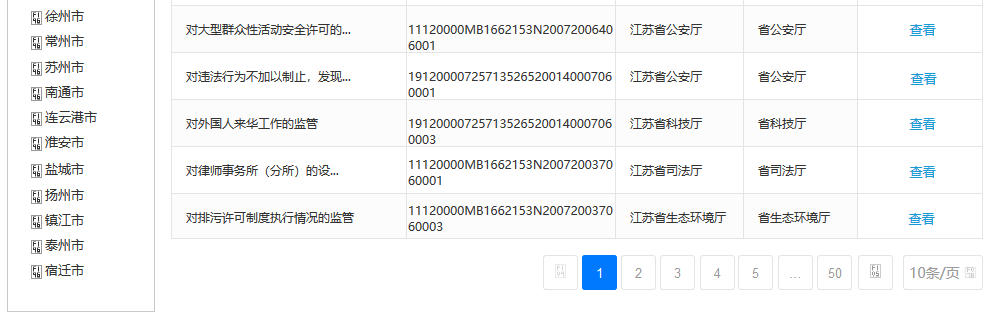 徐州市
常州市
苏州市
南通市
连云港市
淮安市
盐城市
扬州市
镇江市
泰州市
宿迁市
对大型群众性活动安全许可的... 11120000MB1662153N2007200640 江苏省公安厅 省公安厅 查看
6001
对违法行为不加以制止，发现... 19120000725713526520014000706 江苏省公安厅 省公安厅 查看
0001
对外国人来华工作的监管 19120000725713526520014000706 江苏省科技厅 省科技厅 查看
0003
对律师事务所（分所）的设... 11120000MB1662153N2007200370 江苏省司法厅 省司法厅 查看
60001
对排污许可制度执行情况的监管 11120000MB1662153N2007200370 江苏省生态环境厅 省生态环境厅 查看
60003
1 2 3 4 5 ... 50 10条/页